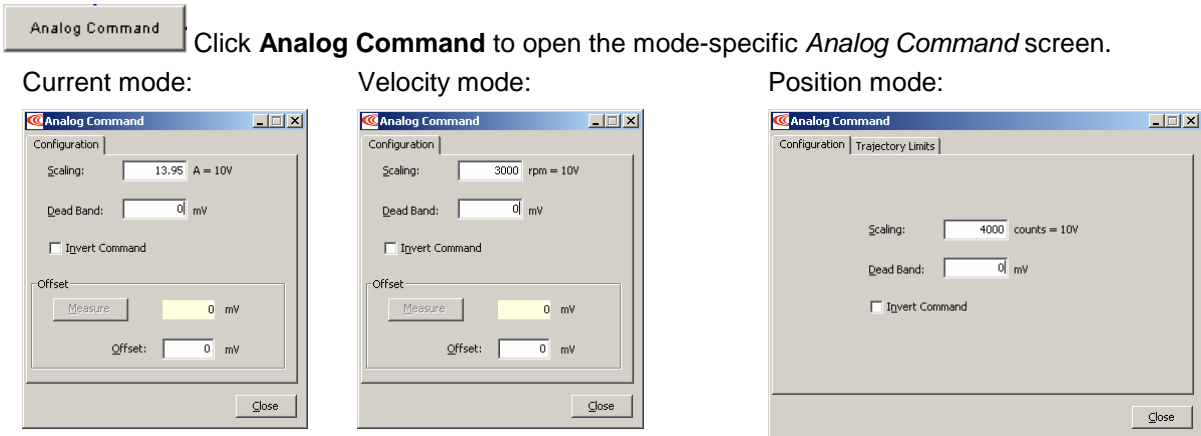 Analog Command Click Analog Command to open the mode-specific Analog Command screen.
Current mode:
Velocity mode:
Position mode:
Analog Command
Configuration
Scaling: 13.95 A = 10V
Dead Band: 0 mV
Invert Command
Offset
Measure 0 mV
Offset: 0 mV
Close
Analog Command
Configuration
Scaling: 3000 rpm = 10V
Dead Band: 0 mV
Invert Command
Offset
Measure 0 mV
Offset: 0 mV
Close
Analog Command
Configuration Trajectory Limits
Scaling: 4000 counts = 10V
Dead Band: 0 mV
Invert Command
Close